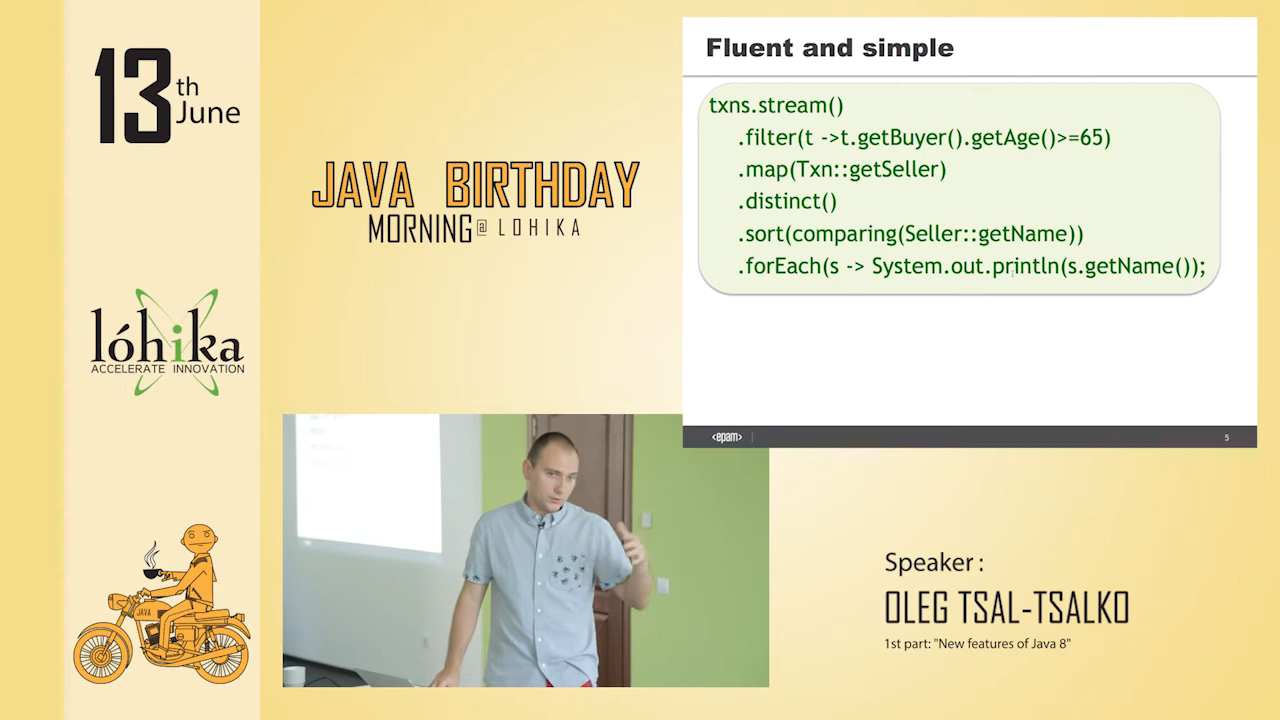 13th June
JAVA BIRTHDAY
MORNING @ LOHIKA
lóhika
ACCELERATE INNOVATION
JAVA
Fluent and simple
txns.stream()
.filter(t ->t.getBuyer().getAge()>=65)
.map(Txn::getSeller)
.distinct()
.sort(comparing(Seller::getName))
.forEach(s -> System.out.println(s.getName());
<epam>
5
Speaker :
OLEG TSAL-TSALKO
1st part: "New features of Java 8"